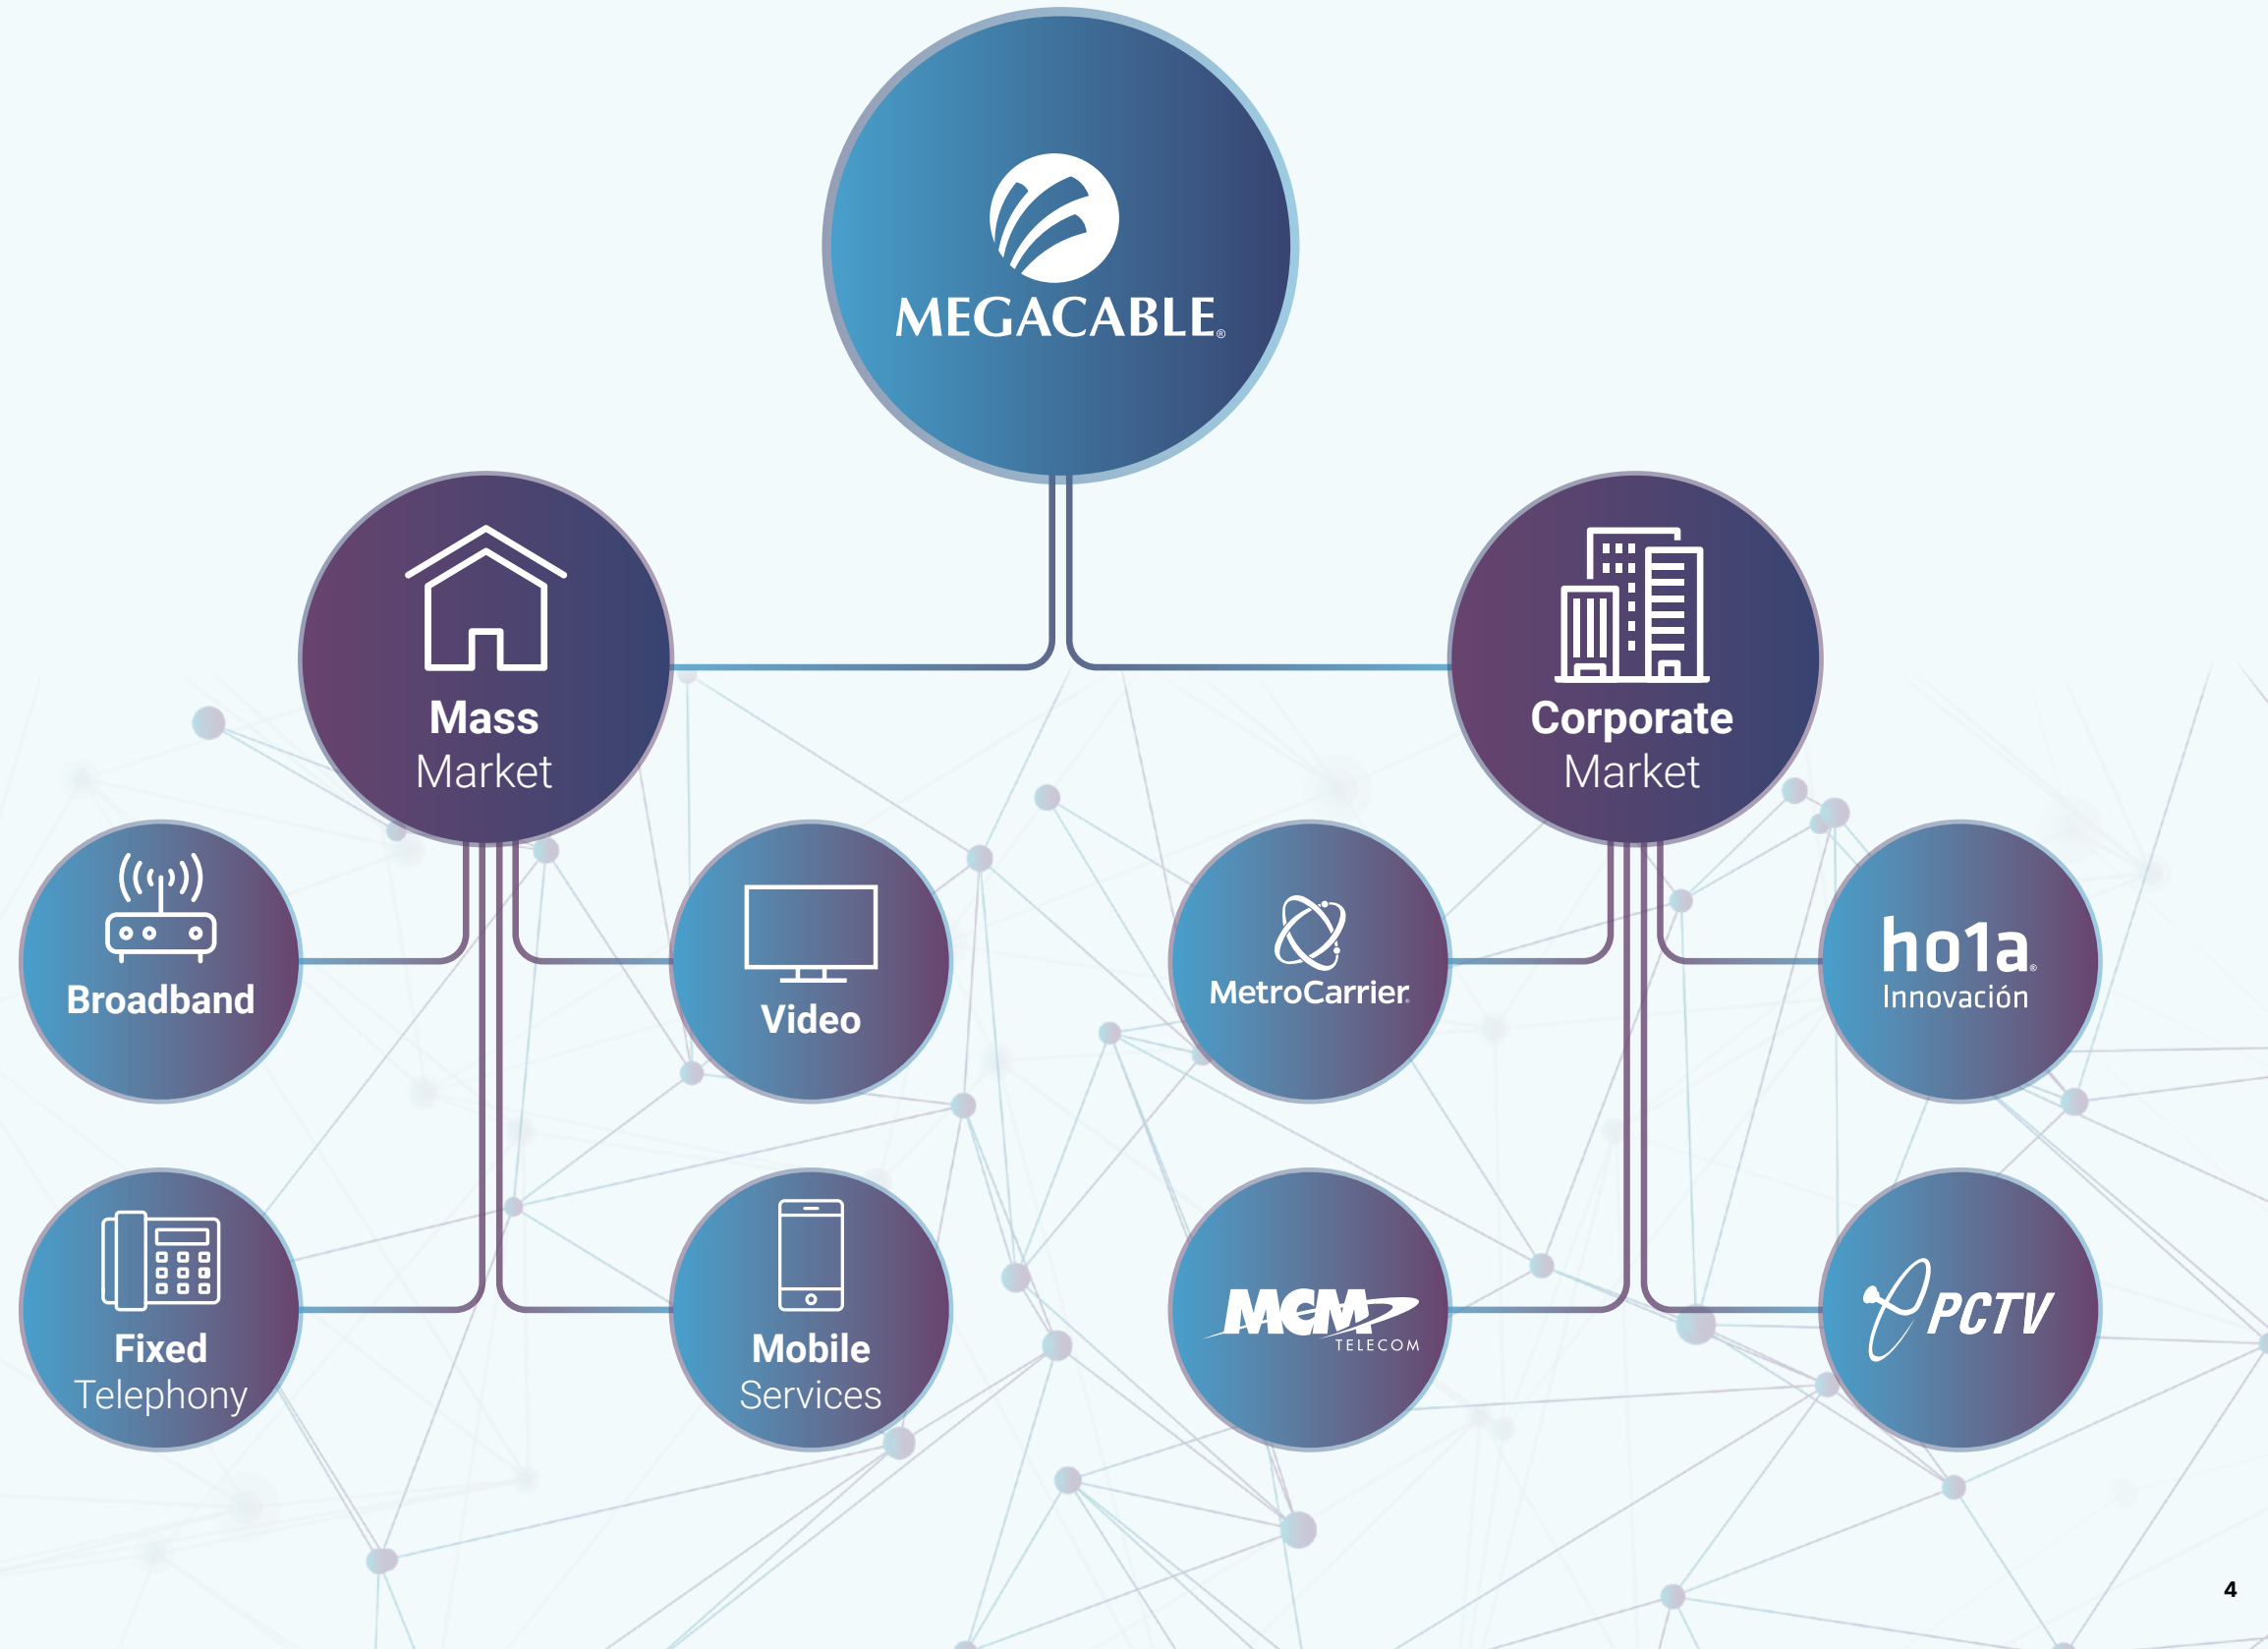 MEGACABLE®
Mass
Market
Corporate
Market
Broadband
Video
MetroCarrier®
ho1a®
Innovación
Fixed
Telephony
Mobile
Services
MCM
TELECOM
PCTV
4